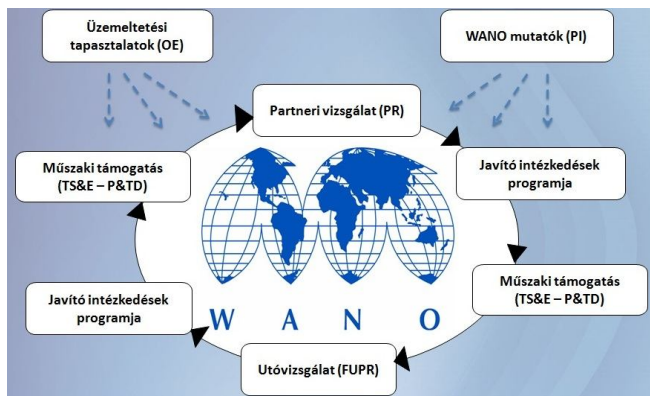 Üzemeltetési
tapasztalatok (OE)
WANO mutatók (PI)
Partneri vizsgálat (PR)
Műszaki támogatás
(TS&E – P&TD)
Javító intézkedések
programja
Javító intézkedések
programja
Műszaki támogatás
(TS&E – P&TD)
W A N O
Utóvizsgálat (FUPR)